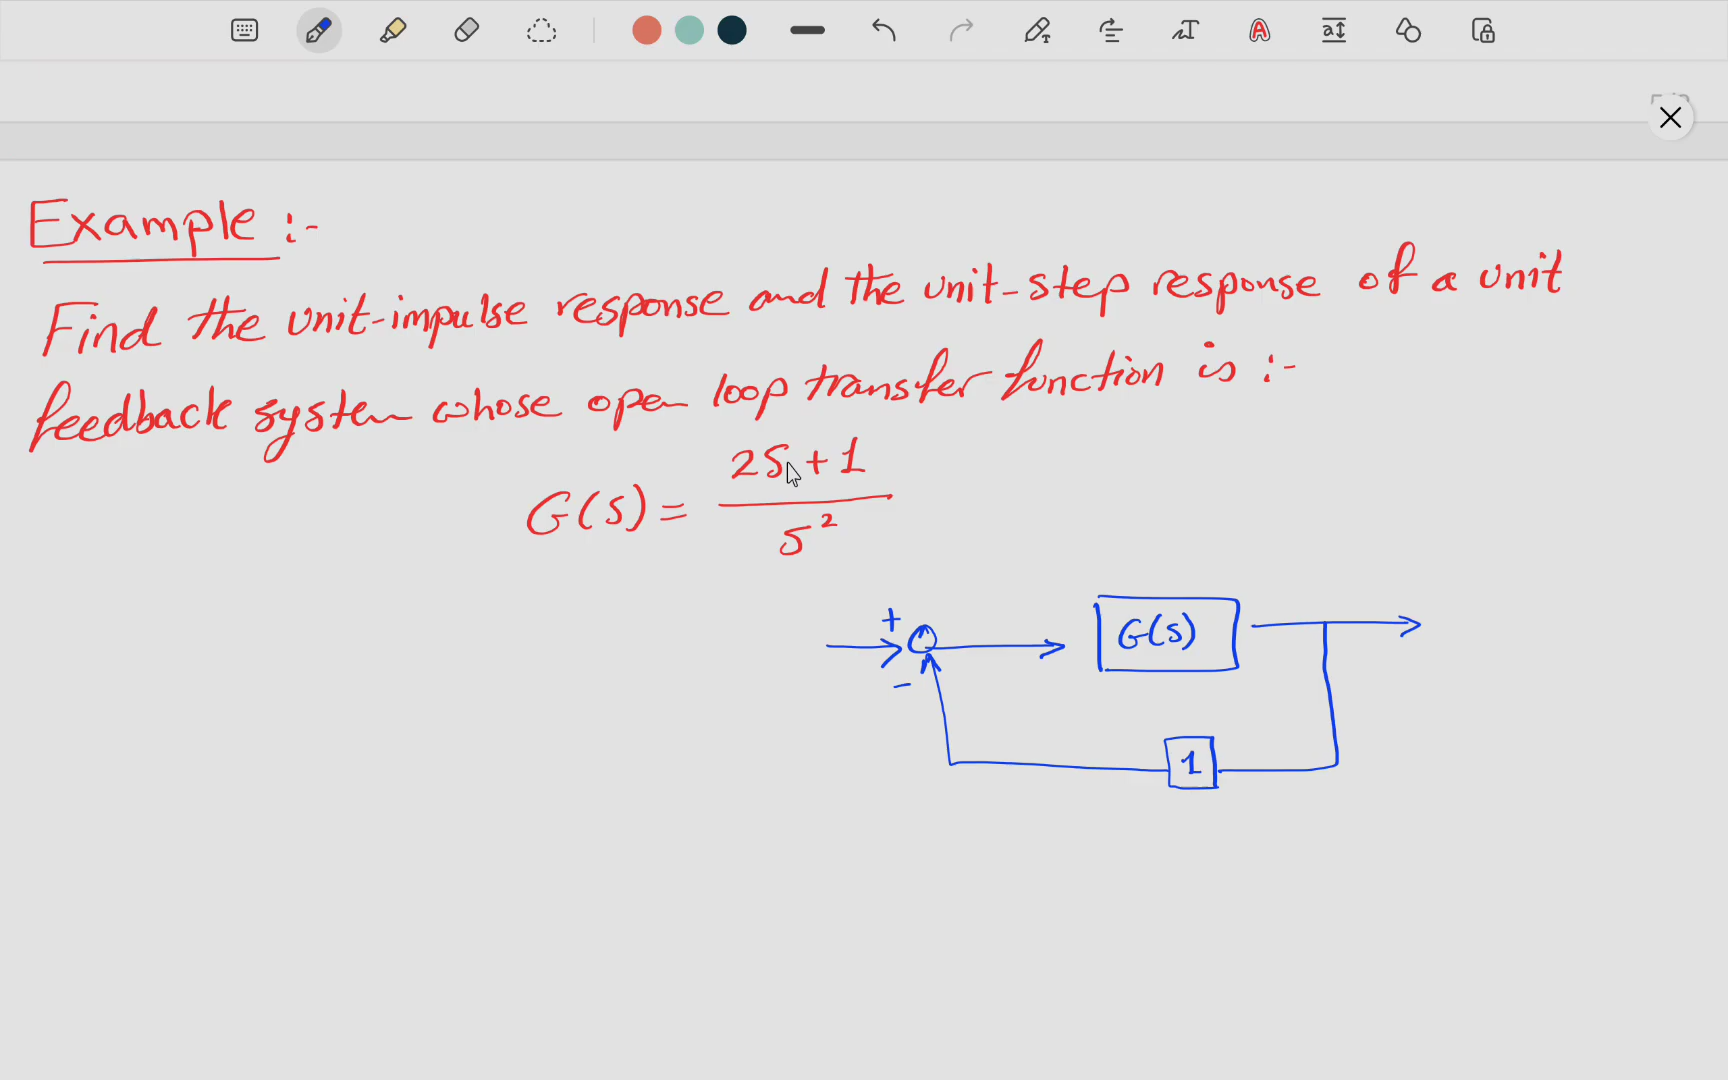 Example :-
Find the unit-impulse response and the unit-step response of a unit
feedback system whose open loop transfer function is :-
G(s) = 2s+1 / s²
+ G(s)
-
1